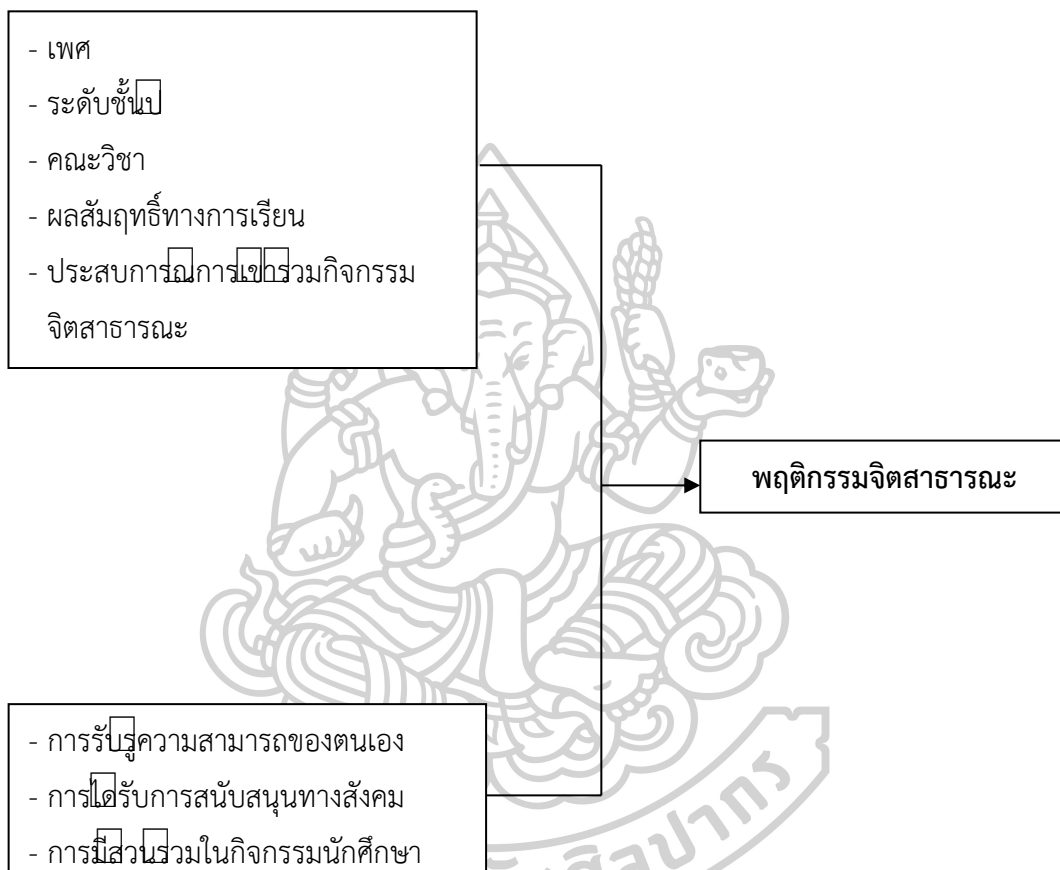 - เพศ
- ระดับชั้นป
- คณะวิชา
- ผลสัมฤทธิ์ทางการเรียน
- ประสบการณการเขารวมกิจกรรม
จิตสาธารณะ
พฤติกรรมจิตสาธารณะ
- การรับรูความสามารถของตนเอง
- การไดรับการสนับสนุนทางสังคม
- การมีสวนรวมในกิจกรรมนักศึกษา
ศิลปากร